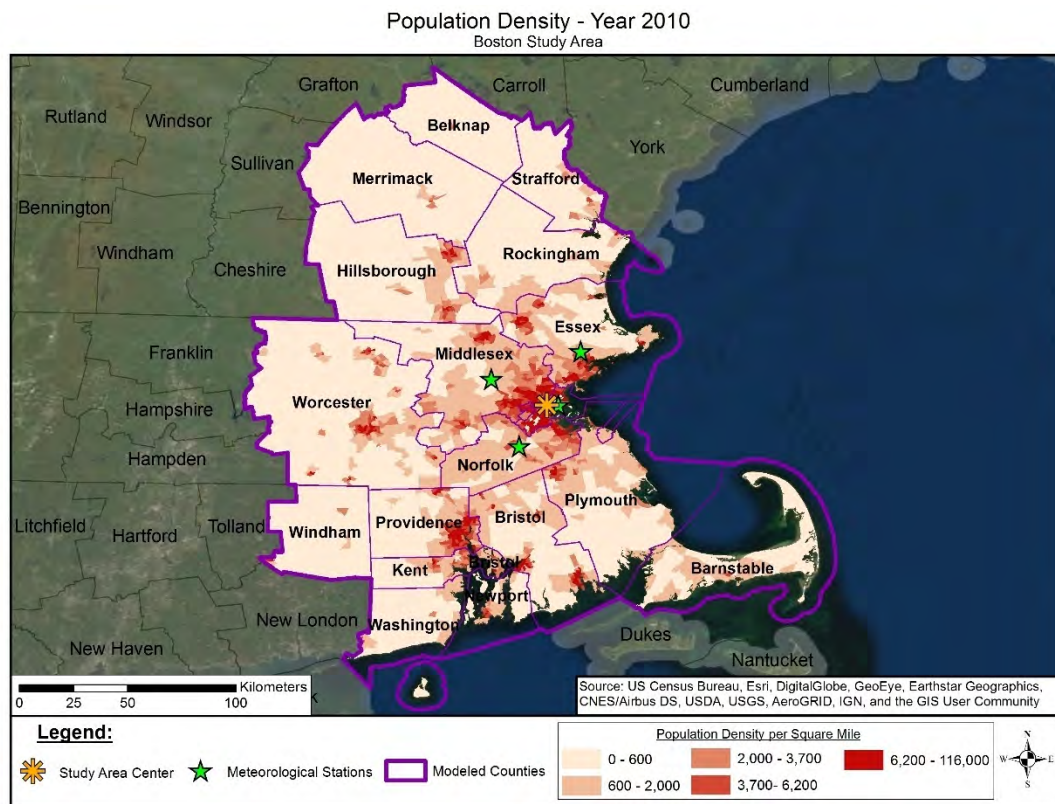 Population Density - Year 2010
Boston Study Area
Grafton
Carroll
Cumberland
Rutland
Windsor
Belknap
York
Sullivan
Merrimack
Strafford
Bennington
Windham
Rockingham
Cheshire
Hillsborough
Essex
Franklin
Middlesex
Worcester
Hampshire
Hampden
Norfolk
Plymouth
Litchfield
Hartford
Tolland
Windham
Providence
Bristol
Kent
Bristol
Barnstable
Newport
New London
Washington
Dukes
New Haven
Nantucket
Kilometers
0 25 50 100
k
Source: US Census Bureau, Esri, DigitalGlobe, GeoEye, Earthstar Geographics,
CNES/Airbus DS, USDA, USGS, AeroGRID, IGN, and the GIS User Community
Legend:
Study Area Center
Meteorological Stations
Modeled Counties
Population Density per Square Mile
0 - 600
2,000 - 3,700
6,200 - 116,000
600 - 2,000
3,700- 6,200
N
W
E
S